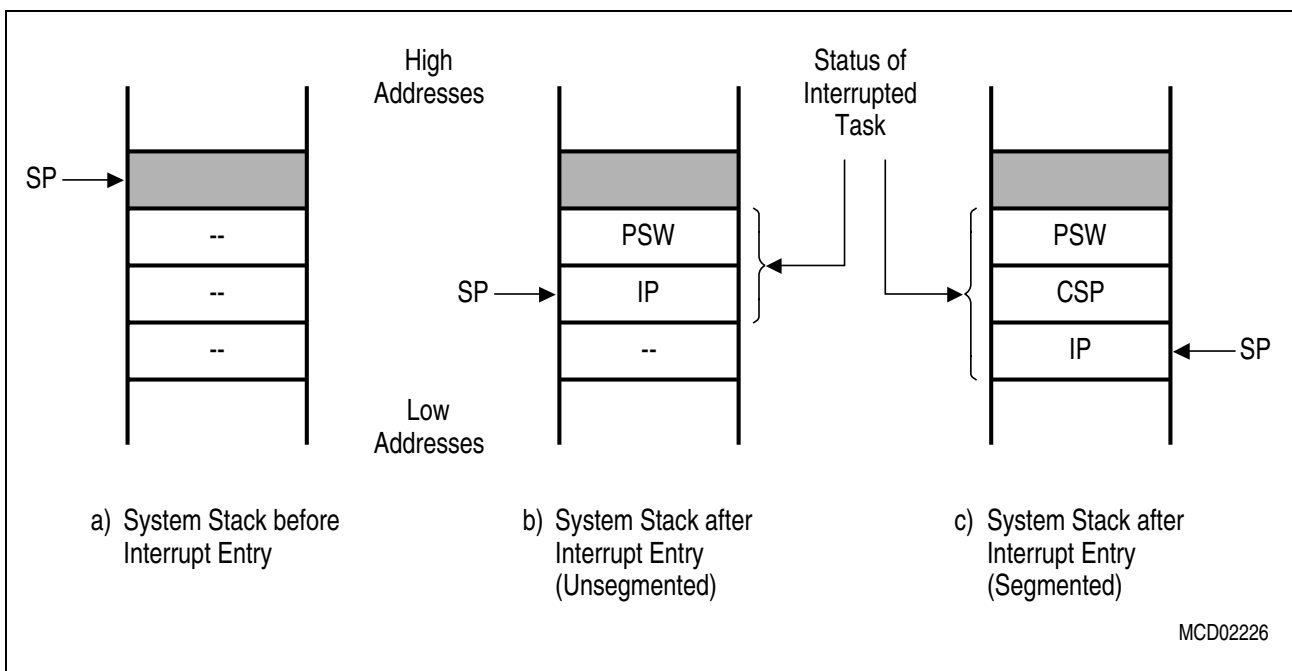 High
Addresses
Status of
Interrupted
Task
SP
--
--
--
SP
PSW
IP
--
PSW
CSP
IP
SP
Low
Addresses
a) System Stack before
Interrupt Entry
b) System Stack after
Interrupt Entry
(Unsegmented)
c) System Stack after
Interrupt Entry
(Segmented)
MCD02226